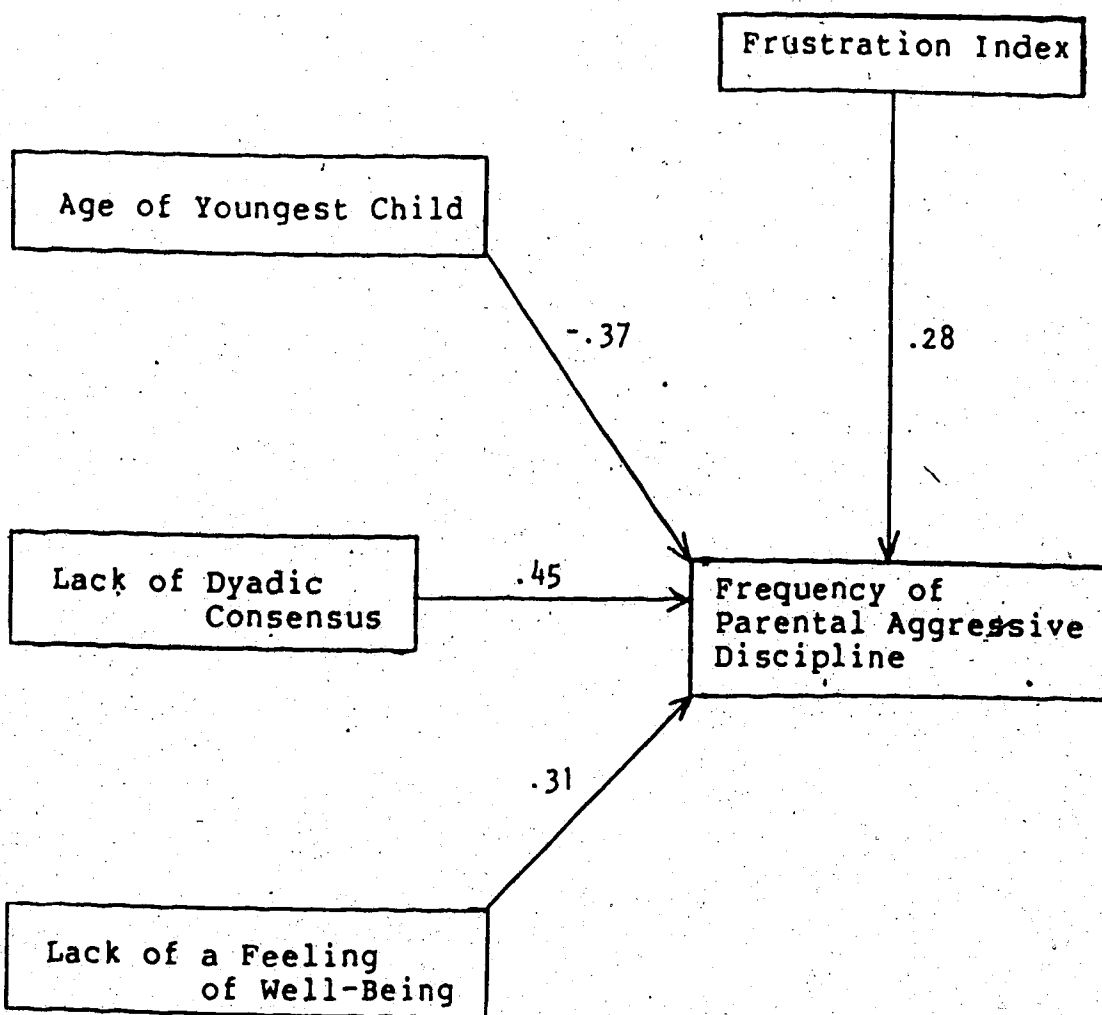 Frustration Index
Age of Youngest Child
-.37
.28
Lack of Dyadic
Consensus
.45
Frequency of
Parental Aggressive
Discipline
.31
Lack of a Feeling
of Well-Being